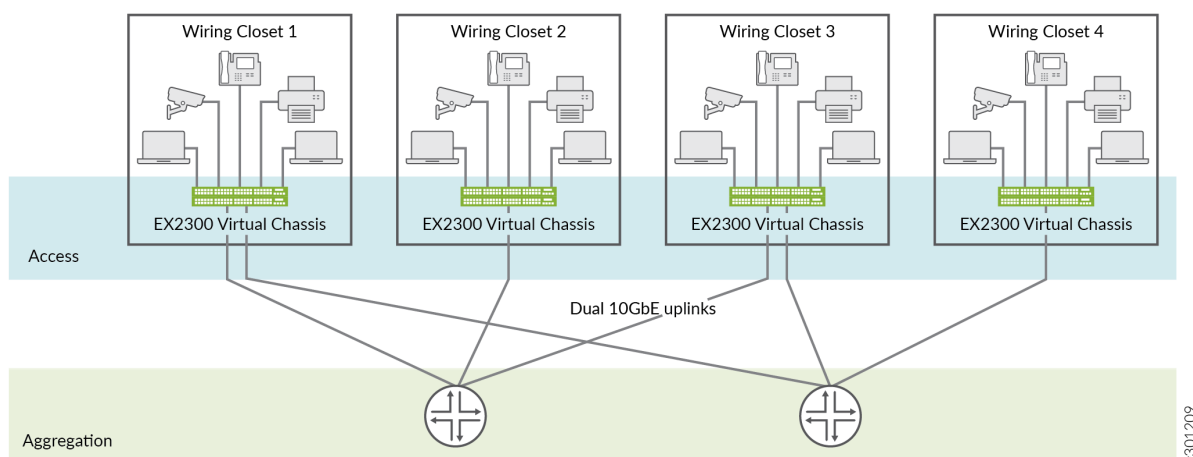 Wiring Closet 1
Wiring Closet 2
Wiring Closet 3
Wiring Closet 4
EX2300 Virtual Chassis
EX2300 Virtual Chassis
EX2300 Virtual Chassis
EX2300 Virtual Chassis
Access
Dual 10GbE uplinks
Aggregation
301209